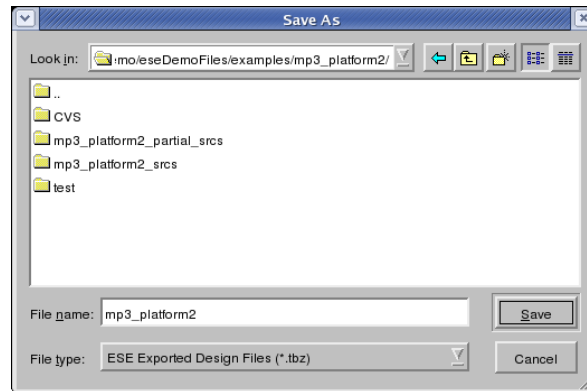 Save As
Look in: mo/eseDemoFiles/examples/mp3_platform2/
..
CVS
mp3_platform2_partial_srcs
mp3_platform2_srcs
test
File name: mp3_platform2 Save
File type: ESE Exported Design Files (*.tbz) Cancel